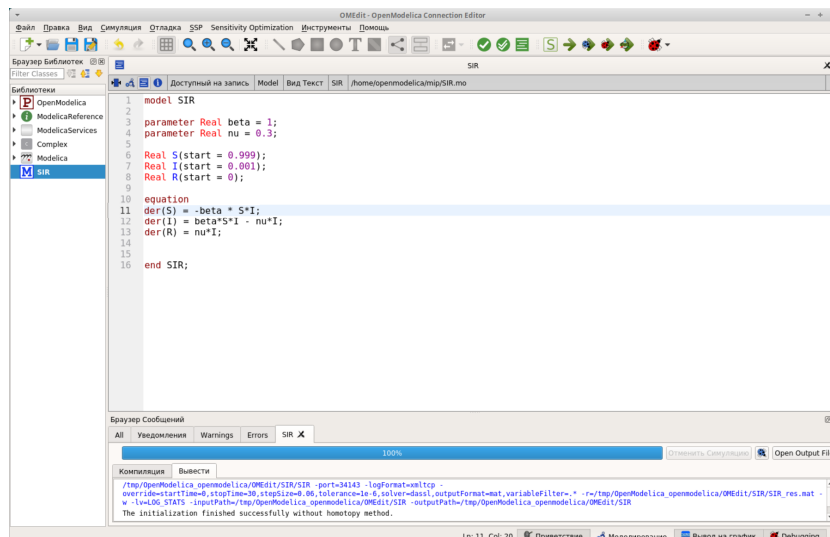 OMEdit - OpenModelica Connection Editor
Файл Правка Вид Симуляция Отладка SSP Sensitivity Optimization Инструменты Помощь
Браузер Библиотек
Filter Classes
Библиотеки
P OpenModelica
i ModelicaReference
ModelicaServices
Complex
Modelica
M SIR
SIR
Доступный на запись Model Вид Текст SIR /home/openmodelica/mip/SIR.mo
1 model SIR
2
3 parameter Real beta = 1;
4 parameter Real nu = 0.3;
5
6 Real S(start = 0.999);
7 Real I(start = 0.001);
8 Real R(start = 0);
9
10 equation
11 der(S) = -beta * S*I;
12 der(I) = beta*S*I - nu*I;
13 der(R) = nu*I;
14
15
16 end SIR;
Браузер Сообщений
All Уведомления Warnings Errors SIR X
100%
Отменить Симуляцию Open Output Fil
Компиляция Вывести
/tmp/OpenModelica_openmodelica/OMEdit/SIR/SIR -port=34143 -logFormat=xmltcp -
override=startTime=0,stopTime=30,stepSize=0.06,tolerance=1e-6,solver=dassl,outputFormat=mat,variableFilter=.* -r=/tmp/OpenModelica_openmodelica/OMEdit/SIR/SIR_res.mat -
w -lv=LOG_STATS -inputPath=/tmp/OpenModelica_openmodelica/OMEdit/SIR -outputPath=/tmp/OpenModelica_openmodelica/OMEdit/SIR
The initialization finished successfully without homotopy method.
Ln: 11, Col: 20 Приветствие Моделирование Вывод на график Debugging